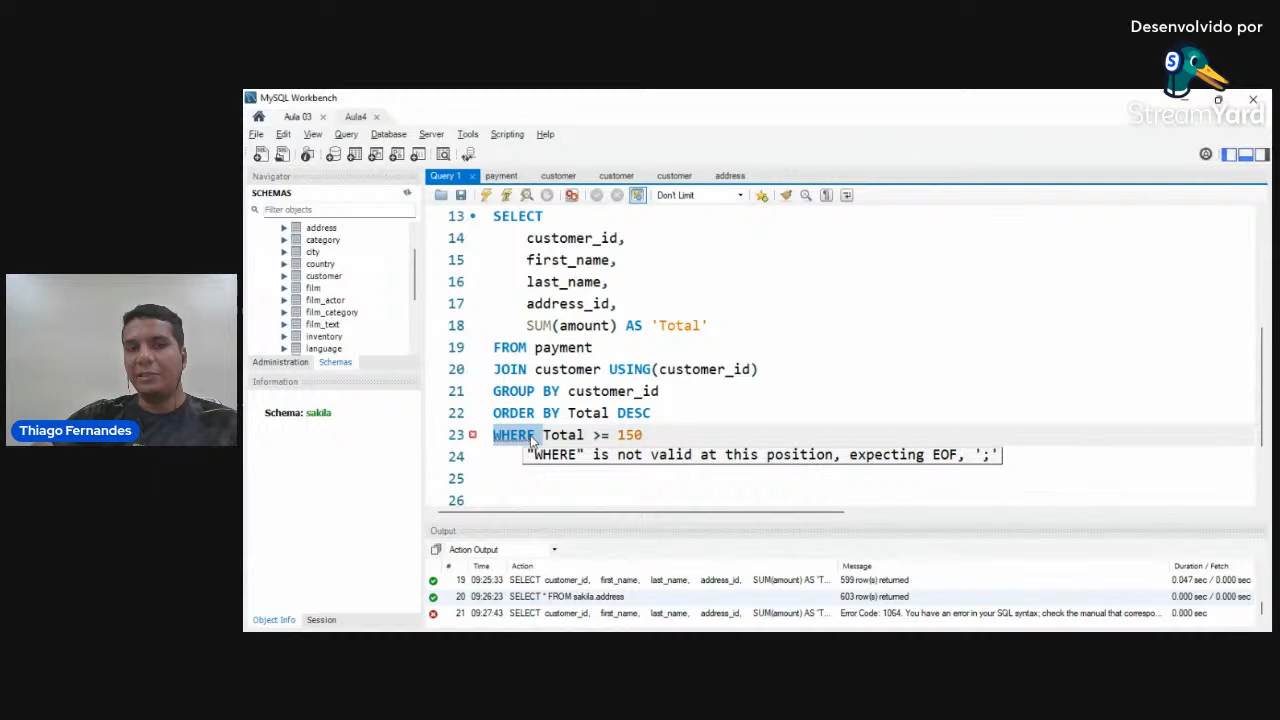 Desenvolvido por
S
StreamYard
MySQL Workbench
Aula 03 Aula4
File Edit View Query Database Server Tools Scripting Help
Navigator
Query 1 payment customer customer customer address
SCHEMAS
Don't Limit
Filter objects
address
category
city
country
customer
film
film_actor
film_category
film_text
inventory
language
Administration Schemas
Information
Schema: sakila
Object Info Session
13 SELECT
14 customer_id,
15 first_name,
16 last_name,
17 address_id,
18 SUM(amount) AS 'Total'
19 FROM payment
20 JOIN customer USING(customer_id)
21 GROUP BY customer_id
22 ORDER BY Total DESC
23 WHERE Total >= 150
24 "WHERE" is not valid at this position, expecting EOF, ';'
25
26
Output
Action Output
# Time Action Message Duration / Fetch
19 09:25:33 SELECT customer_id, first_name, last_name, address_id, SUM(amount) AS 'T... 599 row(s) returned 0.047 sec / 0.000 sec
20 09:26:23 SELECT * FROM sakila.address 603 row(s) returned 0.000 sec / 0.000 sec
21 09:27:43 SELECT customer_id, first_name, last_name, address_id, SUM(amount) AS 'T... Error Code: 1064. You have an error in your SQL syntax; check the manual that correspo... 0.000 sec
Thiago Fernandes